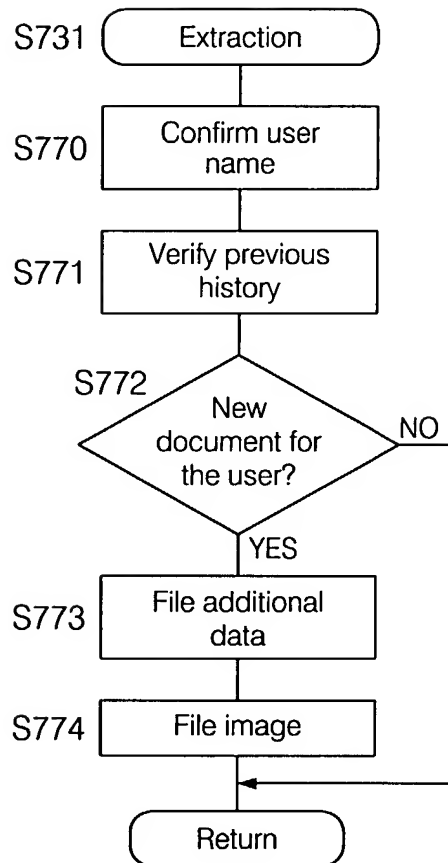 S731 Extraction
S770 Confirm user
name
S771 Verify previous
history
S772
New
document for
the user?
NO
YES
S773 File additional
data
S774 File image
Return